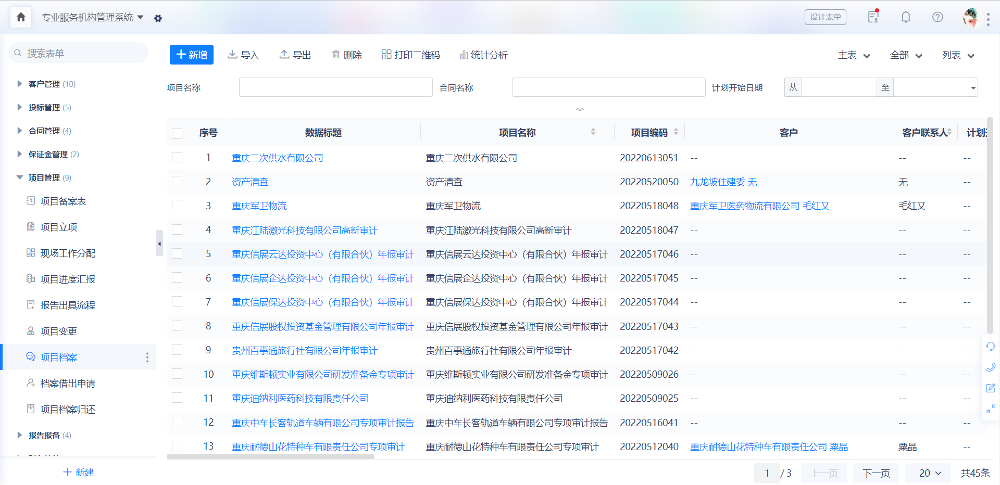 专业服务机构管理系统
设计表单
搜索表单
客户管理 (10)
投标管理 (5)
合同管理 (4)
保证金管理 (2)
项目管理 (9)
项目备案表
项目立项
现场工作分配
项目进度汇报
报告出具流程
项目变更
项目档案
档案借出申请
项目档案归还
报告报备 (4)
新建
新增 导入 导出 删除 打印二维码 统计分析 主表 全部 列表
项目名称 合同名称 计划开始日期 从 至
序号 数据标题 项目名称 项目编码 客户 客户联系人 计划
1 重庆二次供水有限公司 重庆二次供水有限公司 20220613051 -- -- --
2 资产清查 资产清查 20220520050 九龙坡住建委 无 无 --
3 重庆军卫物流 重庆军卫物流 20220518048 重庆军卫医药物流有限公司 毛红又 毛红又 --
4 重庆江陆激光科技有限公司高新审计 重庆江陆激光科技有限公司高新审计 20220518047 -- -- --
5 重庆信展云达投资中心（有限合伙）年报审计 重庆信展云达投资中心（有限合伙）年报审计 20220517046 -- -- --
6 重庆信展企达投资中心（有限合伙）年报审计 重庆信展企达投资中心（有限合伙）年报审计 20220517045 -- -- --
7 重庆信展保达投资中心（有限合伙）年报审计 重庆信展保达投资中心（有限合伙）年报审计 20220517044 -- -- --
8 重庆信展股权投资基金管理有限公司年报审计 重庆信展股权投资基金管理有限公司年报审计 20220517043 -- -- --
9 贵州百事通旅行社有限公司年报审计 贵州百事通旅行社有限公司年报审计 20220517042 -- -- --
10 重庆维斯顿实业有限公司研发准备金专项审计 重庆维斯顿实业有限公司研发准备金专项审计 20220509026 -- -- --
11 重庆迪纳利医药科技有限责任公司 重庆迪纳利医药科技有限责任公司 20220509025 -- -- --
12 重庆中车长客轨道车辆有限公司专项审计报告 重庆中车长客轨道车辆有限公司专项审计报告 20220516041 -- -- --
13 重庆耐德山花特种车有限责任公司专项审计 重庆耐德山花特种车有限责任公司专项审计 20220512040 重庆耐德山花特种车有限责任公司 粟晶 粟晶 --
1 / 3 上一页 下一页 20 共45条